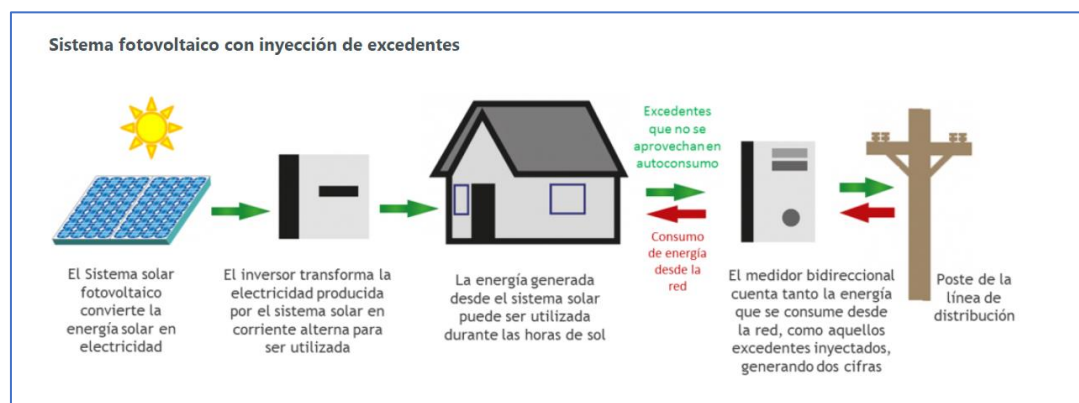 Sistema fotovoltaico con inyección de excedentes
Excedentes
que no se
aprovechan en
autoconsumo
Consumo
de energía
desde la
red
El Sistema solar
fotovoltaico
convierte la
energía solar en
electricidad
El inversor transforma la
electricidad producida
por el sistema solar en
corriente alterna para
ser utilizada
La energía generada
desde el sistema solar
puede ser utilizada
durante las horas de sol
El medidor bidireccional
cuenta tanto la energía
que se consume desde
la red, como aquellos
excedentes inyectados,
generando dos cifras
Poste de la
línea de
distribución